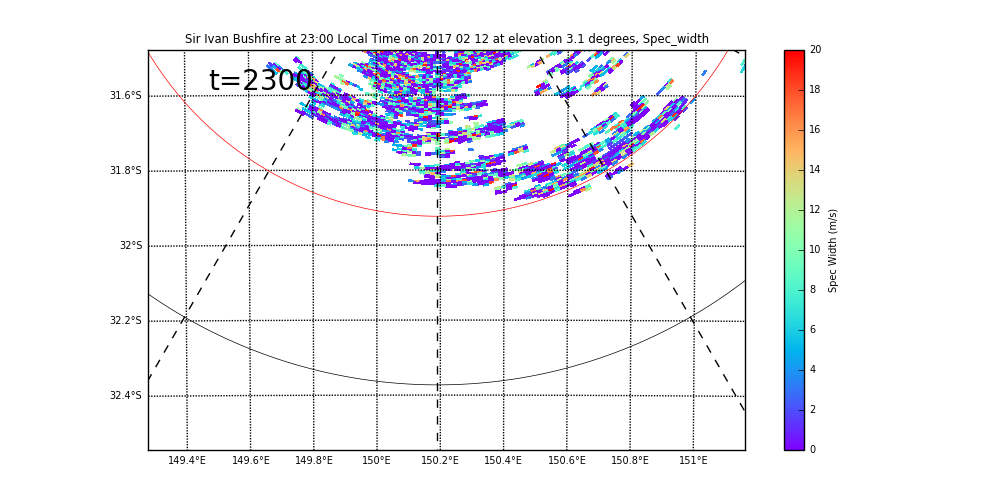 Sir Ivan Bushfire at 23:00 Local Time on 2017 02 12 at elevation 3.1 degrees, Spec_width
t=2300
31.6°S
31.8°S
32°S
32.2°S
32.4°S
149.4°E 149.6°E 149.8°E 150°E 150.2°E 150.4°E 150.6°E 150.8°E 151°E
20
18
16
14
12
10
8
6
4
2
0
Spec Width (m/s)